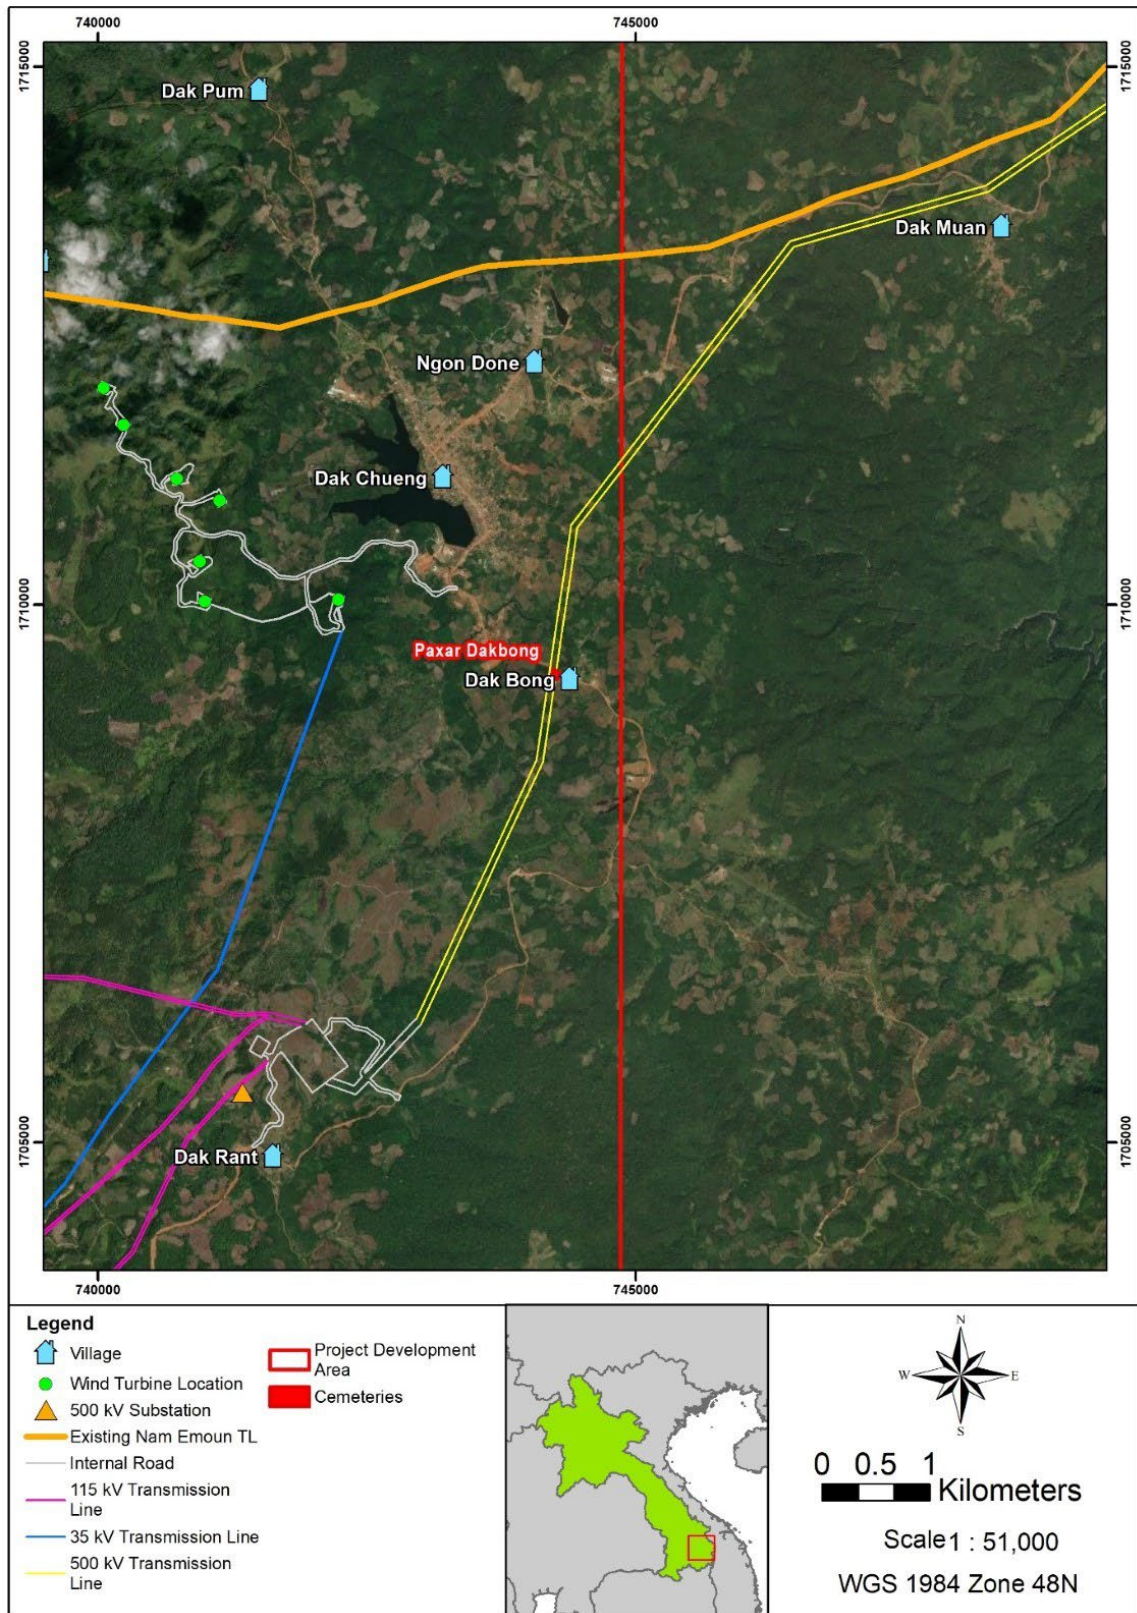 740000
745000
1715000
1715000
Dak Pum
Dak Muan
Ngon Done
Dak Chueng
1710000
1710000
Paxar Dakbong
Dak Bong
1705000
1705000
Dak Rant
740000
745000
Legend
Village
Wind Turbine Location
500 kV Substation
Existing Nam Emoun TL
Internal Road
115 kV Transmission
Line
35 kV Transmission Line
500 kV Transmission
Line
Project Development
Area
Cemeteries
N
W
E
S
0 0.5 1
Kilometers
Scale 1 : 51,000
WGS 1984 Zone 48N